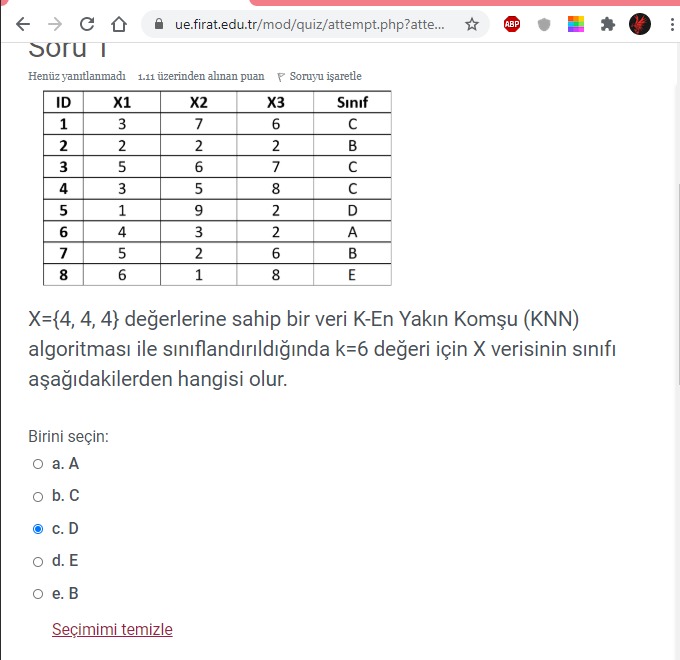 ue.firat.edu.tr/mod/quiz/attempt.php?atte...
ABP
Soru 1
Henüz yanıtlanmadı 1.11 üzerinden alınan puan Soruyu işaretle
ID X1 X2 X3 Sınıf
1 3 7 6 C
2 2 2 2 B
3 5 6 7 C
4 3 5 8 C
5 1 9 2 D
6 4 3 2 A
7 5 2 6 B
8 6 1 8 E
X={4, 4, 4} değerlerine sahip bir veri K-En Yakın Komşu (KNN)
algoritması ile sınıflandırıldığında k=6 değeri için X verisinin sınıfı
aşağıdakilerden hangisi olur.
Birini seçin:
a. A
b. C
c. D
d. E
e. B
Seçimimi temizle